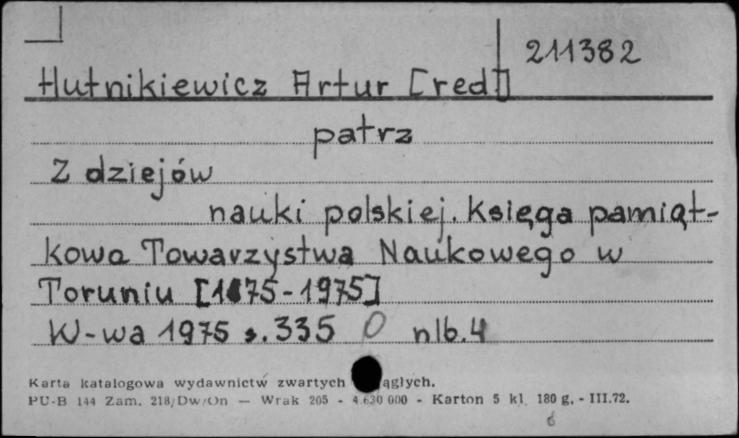 211382
Hutnikiewicz Artur [red]
patrz
Z dziejów
nauki polskiej. Księga pamiąt-
kowa Towarzystwa Naukowego w
Toruniu [1875-1975]
W-wa 1975 s. 335 O nlb. 4
Karta katalogowa wydawnictw zwartych
PU-B 144 Zam. 218/Dw/On — Wrak 205 - 4.630 000 - Karton 5 kl. 180 g. - III.72.
6